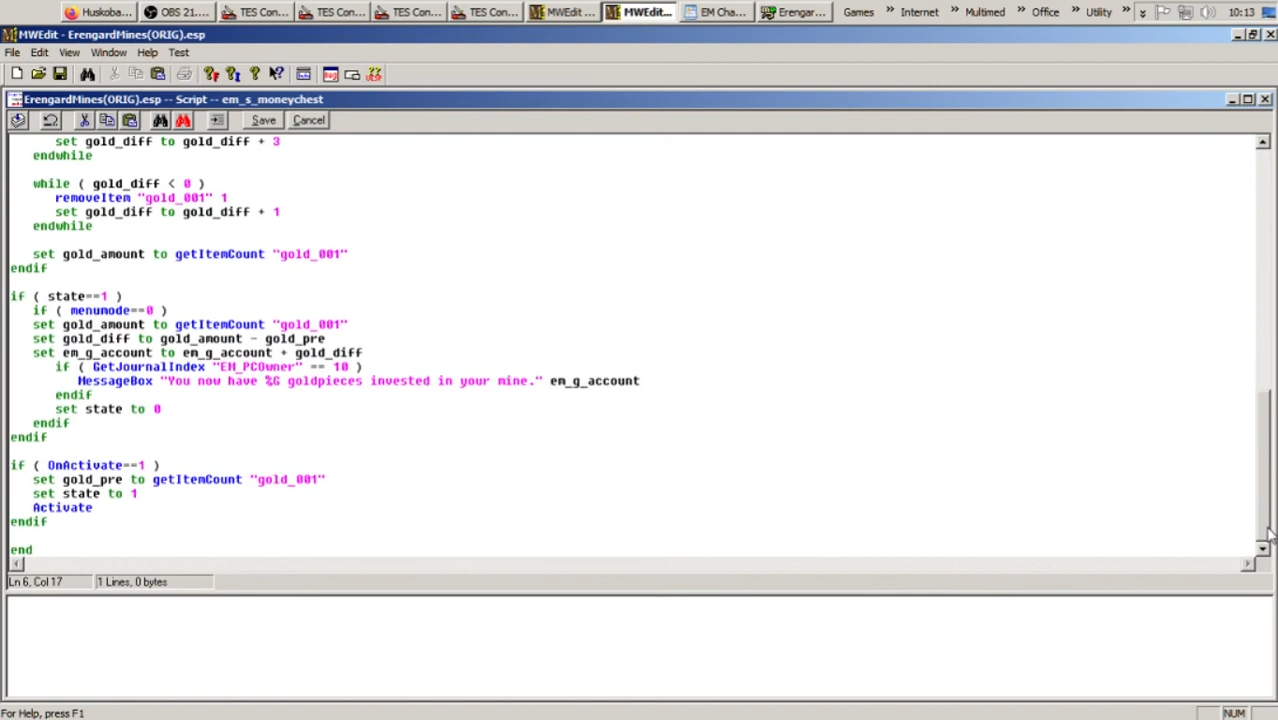 Huskoba... OBS 21.... TES Con... TES Con... TES Con... TES Con... MWEdit ... MWEdit... EM Cha... Erengar... Games » Internet » Multimed » Office » Utility » 10:13
MWEdit - ErengardMines(ORIG).esp
File Edit View Window Help Test
ErengardMines(ORIG).esp -- Script -- em_s_moneychest
Save Cancel
set gold_diff to gold_diff + 3
endwhile
while ( gold_diff < 0 )
removeItem "gold_001" 1
set gold_diff to gold_diff + 1
endwhile
set gold_amount to getItemCount "gold_001"
endif
if ( state==1 )
if ( menumode==0 )
set gold_amount to getItemCount "gold_001"
set gold_diff to gold_amount - gold_pre
set em_g_account to em_g_account + gold_diff
if ( GetJournalIndex "EM_PCOwner" == 10 )
MessageBox "You now have %G goldpieces invested in your mine." em_g_account
endif
set state to 0
endif
endif
if ( OnActivate==1 )
set gold_pre to getItemCount "gold_001"
set state to 1
Activate
endif
end
Ln 6, Col 17 1 Lines, 0 bytes
For Help, press F1 NUM